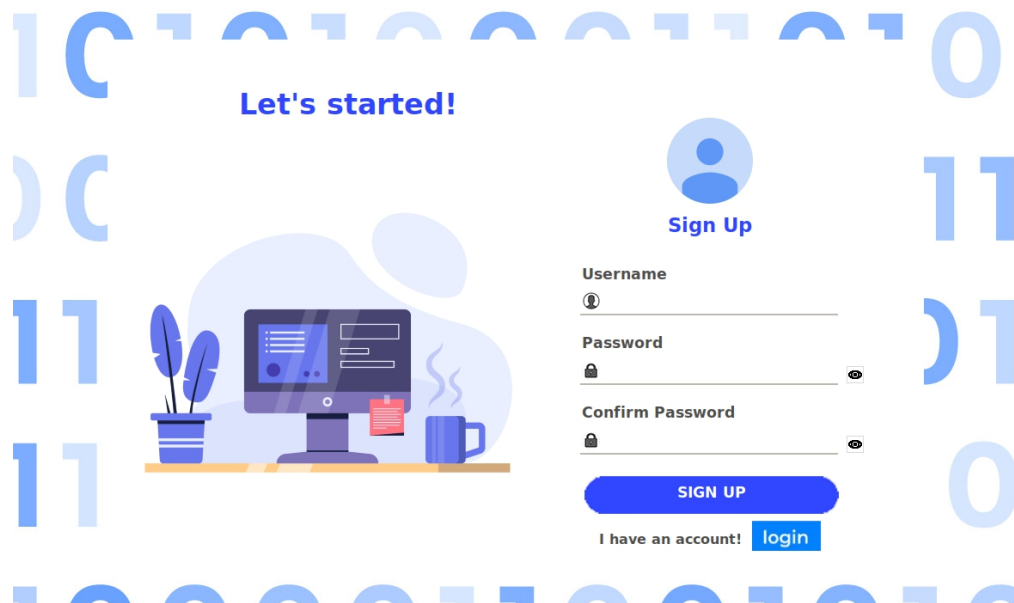 Let's started!
Sign Up
Username
Password
Confirm Password
SIGN UP
I have an account! login